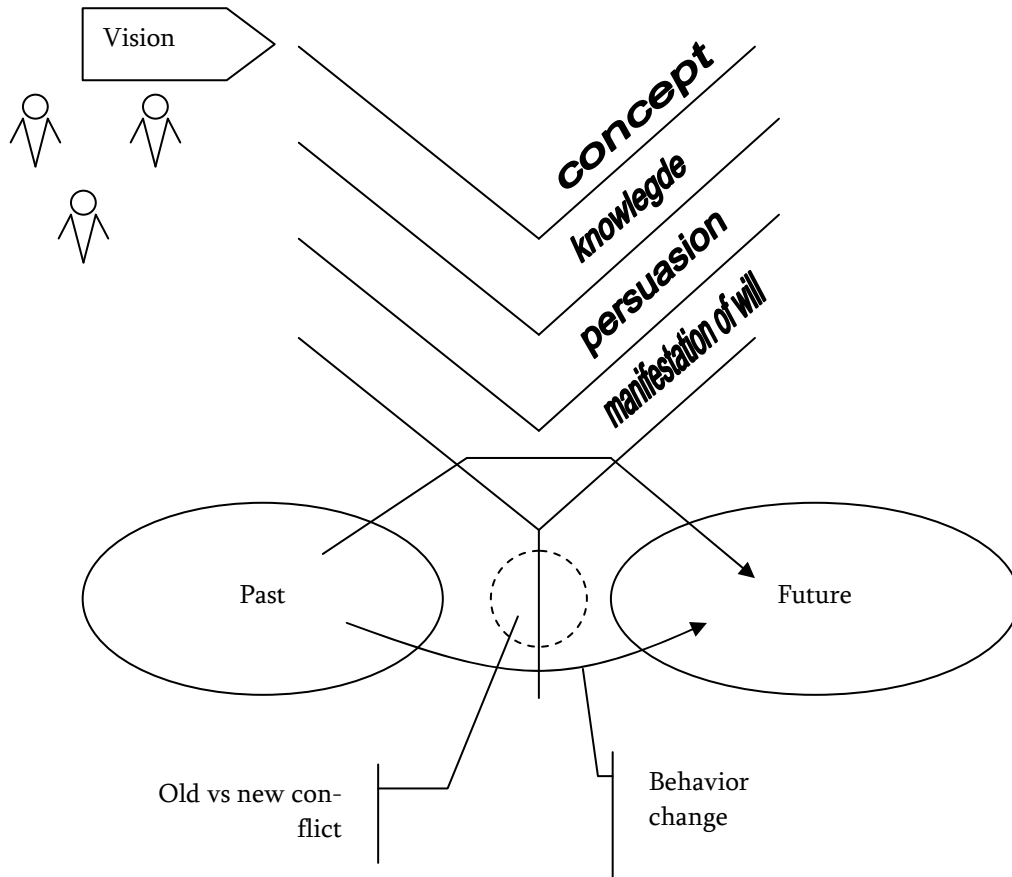 Vision
concept
knowlegde
persuasion
manifestation of will
Past
Future
Old vs new con-
flict
Behavior
change